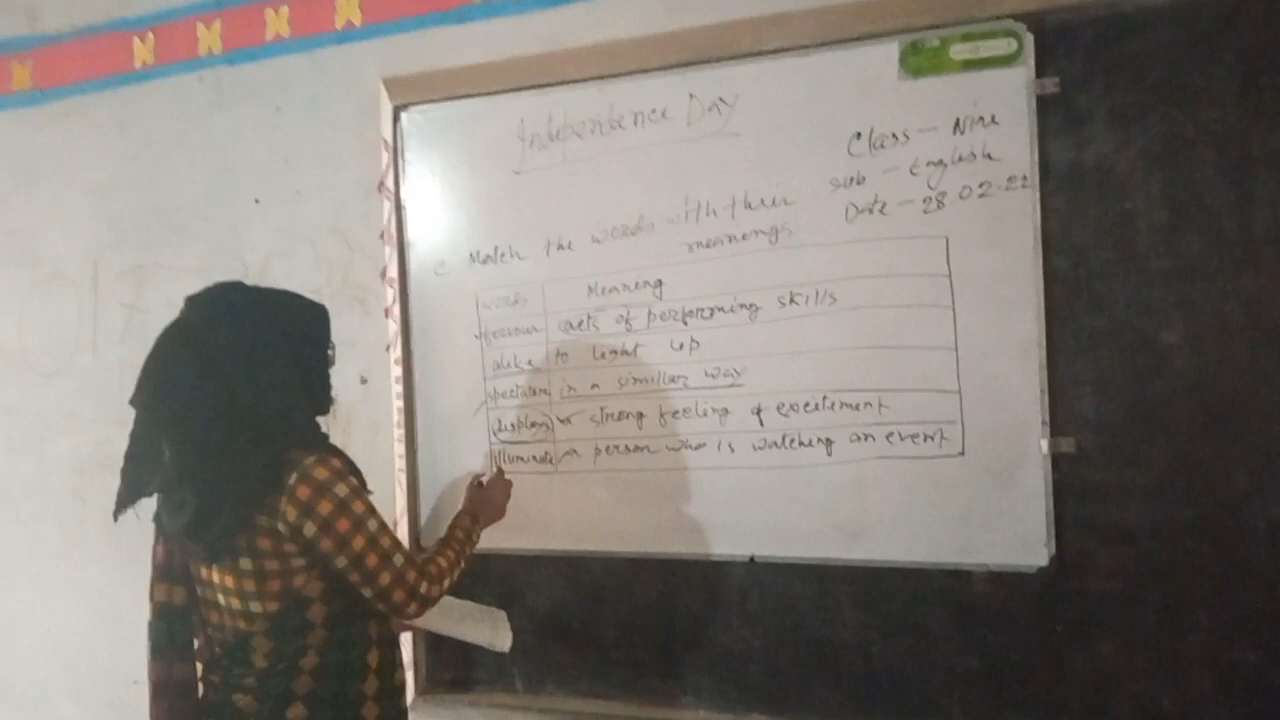 Independence Day
Class - Nine
Sub - English
Date - 28.02.22
c Match the words with their
meanings
words Meaning
fervour acts of performing skills
alike to light up
spectators in a similar way
displays strong feeling of excitement
illuminate a person who is watching an event